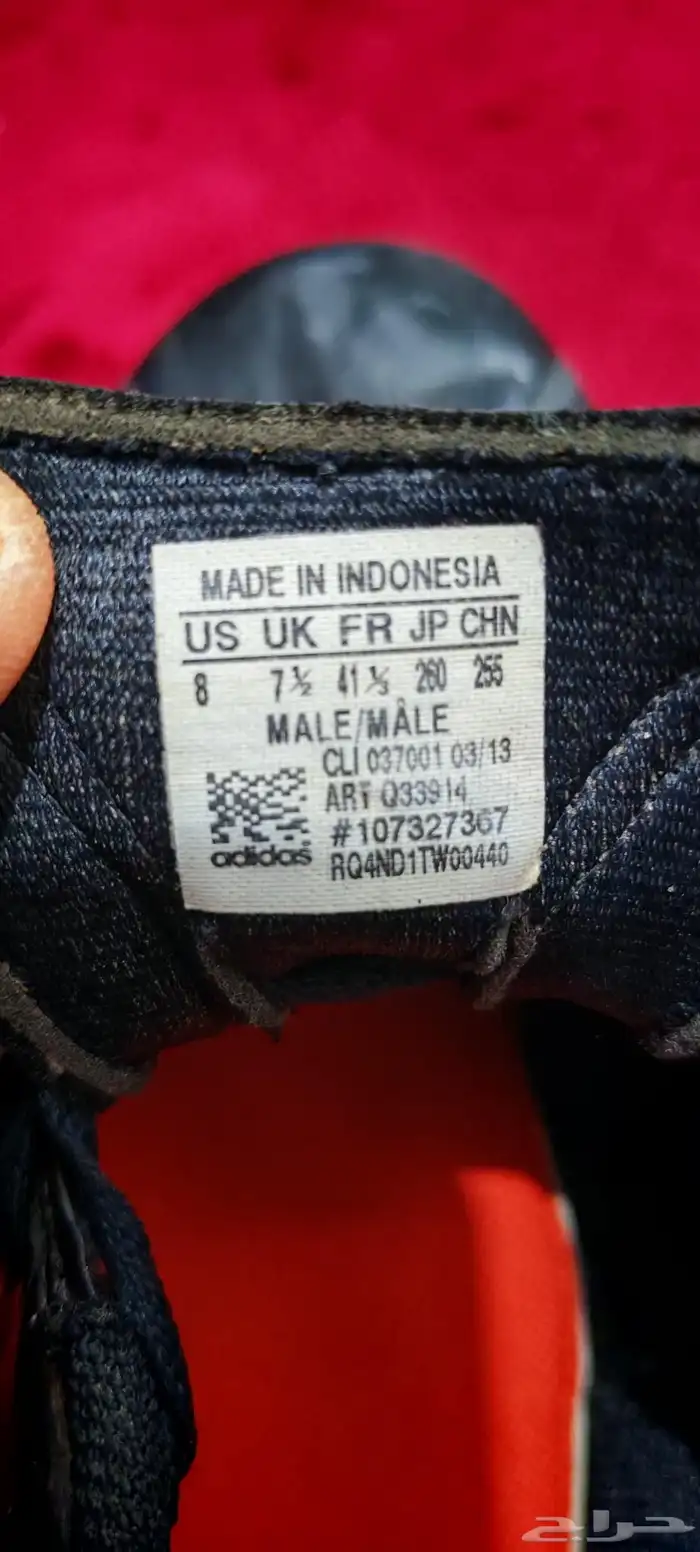 MADE IN INDONESIA
US UK FR JP CHN
8 7½ 41⅓ 260 255
MALE/MÂLE
CLI 037001 03/13
ART Q33914
#107327367
adidas RQ4ND1TW00440
حراج